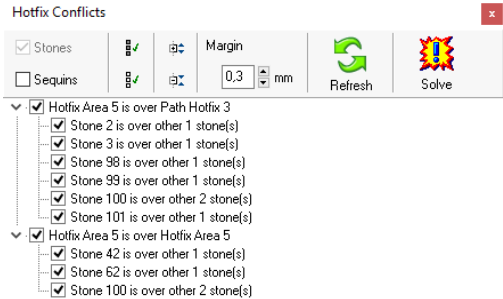 Hotfix Conflicts
x
Stones
Margin
Sequins
0,3 mm
Refresh
Solve
Hotfix Area 5 is over Path Hotfix 3
Stone 2 is over other 1 stone(s)
Stone 3 is over other 1 stone(s)
Stone 98 is over other 1 stone(s)
Stone 99 is over other 1 stone(s)
Stone 100 is over other 2 stone(s)
Stone 101 is over other 1 stone(s)
Hotfix Area 5 is over Hotfix Area 5
Stone 42 is over other 1 stone(s)
Stone 62 is over other 1 stone(s)
Stone 100 is over other 2 stone(s)